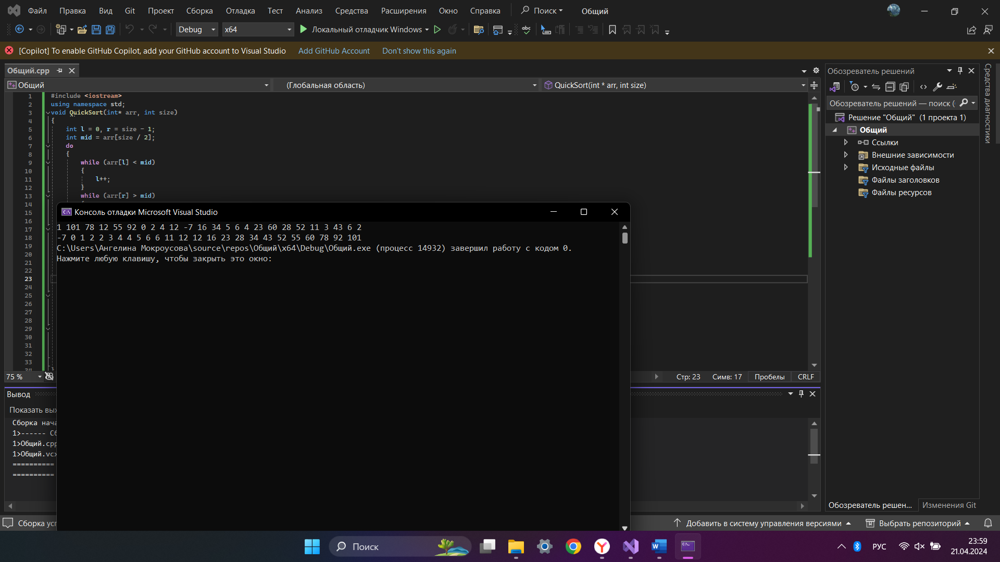 Файл Правка Вид Git Проект Сборка Отладка Тест Анализ Средства Расширения Окно Справка Поиск Общий
Debug x64 Локальный отладчик Windows
[Copilot] To enable GitHub Copilot, add your GitHub account to Visual Studio Add GitHub Account Don't show this again
Общий.cpp
Общий (Глобальная область) QuickSort(int * arr, int size)
1 #include <iostream>
2 using namespace std;
3 void QuickSort(int* arr, int size)
4 {
5 int l = 0, r = size - 1;
6 int mid = arr[size / 2];
7 do
8 {
9 while (arr[l] < mid)
10 {
11 l++;
12 }
13 while (arr[r] > mid)
14
15
16
17
18
19
20
21
22
23
24
25
26
27
28
29
30
31
32
33
34
Консоль отладки Microsoft Visual Studio
1 101 78 12 55 92 0 2 4 12 -7 16 34 5 6 4 23 60 28 52 11 3 43 6 2
-7 0 1 2 2 3 4 4 5 6 6 11 12 12 16 23 28 34 43 52 55 60 78 92 101
C:\Users\Ангелина Мокроусова\source\repos\Общий\x64\Debug\Общий.exe (процесс 14932) завершил работу с кодом 0.
Нажмите любую клавишу, чтобы закрыть это окно:
75 % Стр: 23 Симв: 17 Пробелы CRLF
Вывод
Показать вых
Сборка нача
1>------ Сб
1>Общий.cpp
1>Общий.vcx
==========
==========
Обозреватель решений
Обозреватель решений — поиск (
Решение "Общий" (1 проекта 1)
Общий
Ссылки
Внешние зависимости
Исходные файлы
Файлы заголовков
Файлы ресурсов
Средства диагностики
Обозреватель решен... Изменения Git
Сборка усп Добавить в систему управления версиями Выбрать репозиторий
Поиск
РУС
23:59
21.04.2024